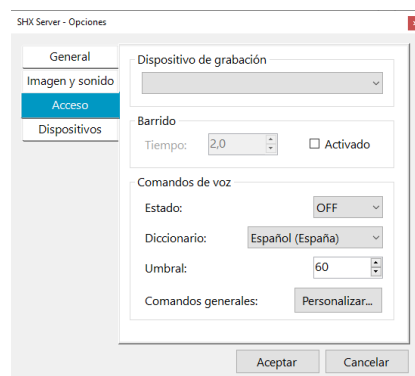 SHX Server - Opciones
General
Imagen y sonido
Acceso
Dispositivos
Dispositivo de grabación
Barrido
Tiempo: 2,0 Activado
Comandos de voz
Estado: OFF
Diccionario: Español (España)
Umbral: 60
Comandos generales: Personalizar...
Aceptar Cancelar